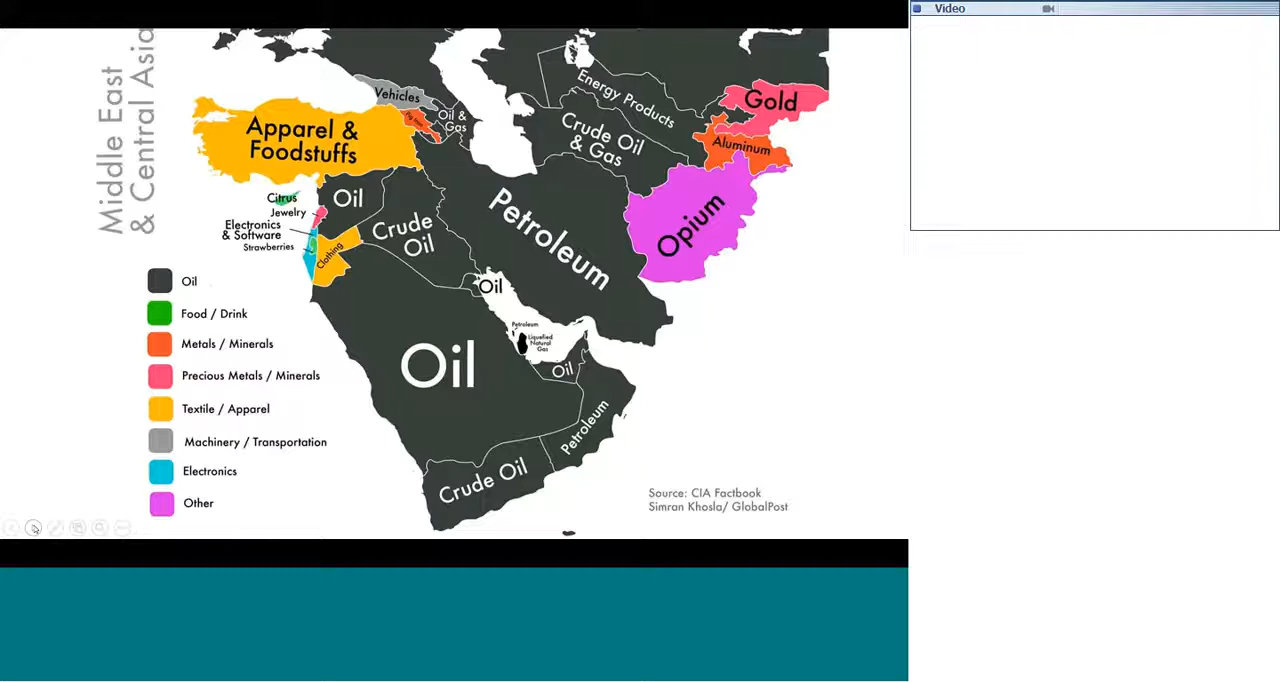 Video
Middle East
& Central Asia
Vehicles
Oil &
Gas
Pig Iron
Energy Products
Gold
Crude Oil
& Gas
Aluminum
Apparel &
Foodstuffs
Citrus
Jewelry
Electronics
& Software
Strawberries
Clothing
Oil
Crude
Oil
Petroleum
Opium
Oil
Petroleum
Liquefied
Natural
Gas
Oil
Oil
Petroleum
Crude Oil
Oil
Food / Drink
Metals / Minerals
Precious Metals / Minerals
Textile / Apparel
Machinery / Transportation
Electronics
Other
Source: CIA Factbook
Simran Khosla/ GlobalPost